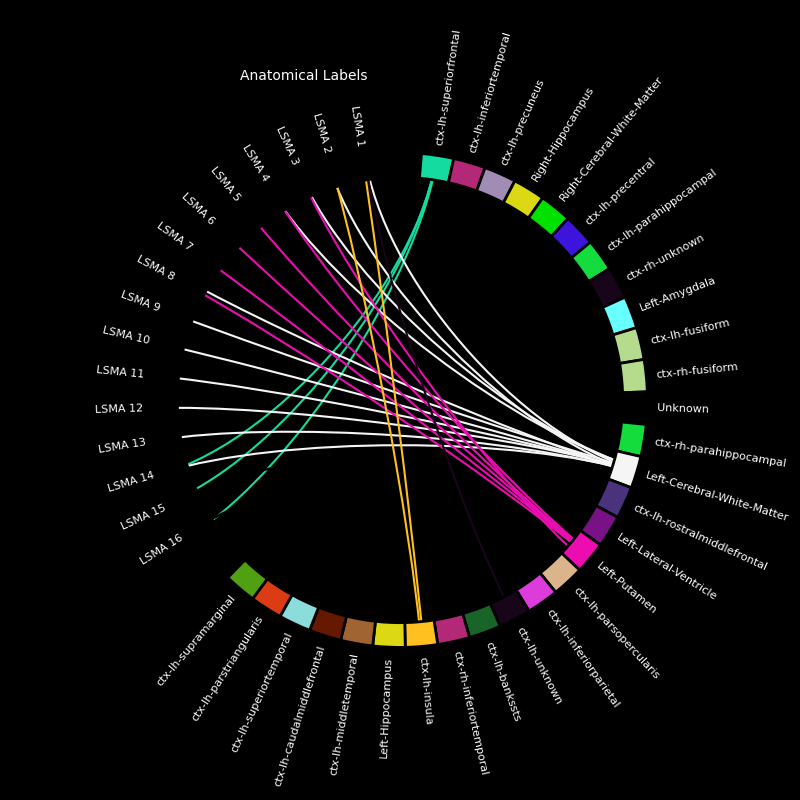 Anatomical Labels
LSMA 1
LSMA 2
LSMA 3
LSMA 4
LSMA 5
LSMA 6
LSMA 7
LSMA 8
LSMA 9
LSMA 10
LSMA 11
LSMA 12
LSMA 13
LSMA 14
LSMA 15
LSMA 16
ctx-lh-superiorfrontal
ctx-lh-inferiortemporal
ctx-lh-precuneus
Right-Hippocampus
Right-Cerebral-White-Matter
ctx-lh-precentral
ctx-lh-parahippocampal
ctx-rh-unknown
Left-Amygdala
ctx-lh-fusiform
ctx-rh-fusiform
Unknown
ctx-rh-parahippocampal
Left-Cerebral-White-Matter
ctx-lh-rostralmiddlefrontal
Left-Lateral-Ventricle
Left-Putamen
ctx-lh-parsopercularis
ctx-lh-inferiorparietal
ctx-lh-unknown
ctx-lh-bankssts
ctx-rh-inferiortemporal
ctx-lh-insula
Left-Hippocampus
ctx-lh-middletemporal
ctx-lh-caudalmiddlefrontal
ctx-lh-superiortemporal
ctx-lh-parstriangularis
ctx-lh-supramarginal